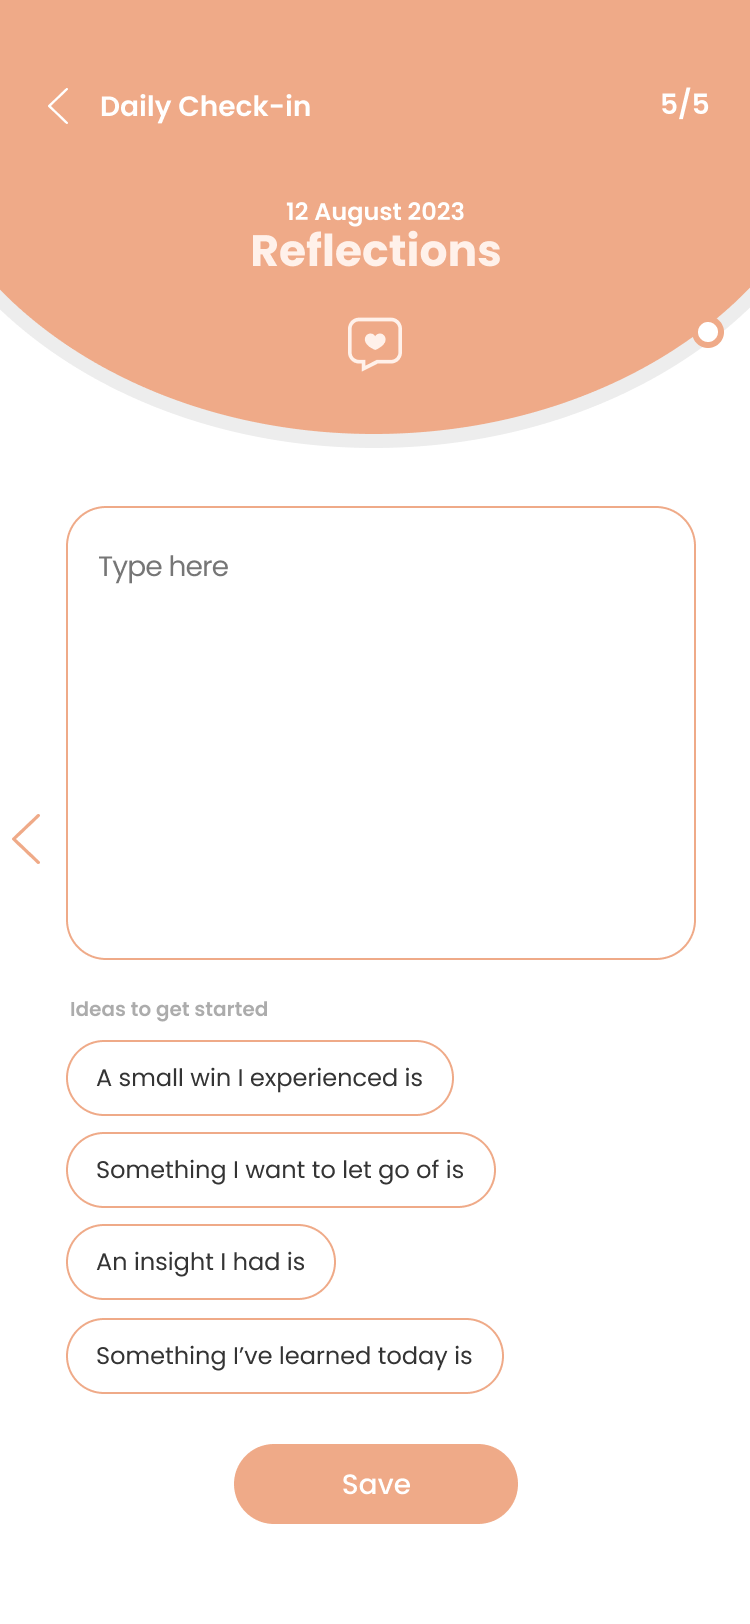 Daily Check-in
5/5
12 August 2023
Reflections
Type here
Ideas to get started
A small win I experienced is
Something I want to let go of is
An insight I had is
Something I’ve learned today is
Save